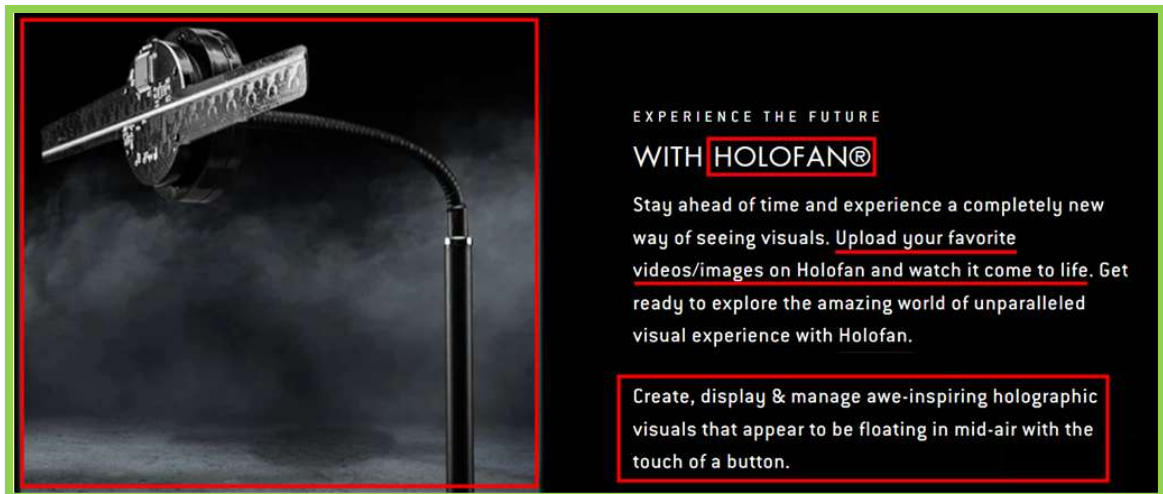 EXPERIENCE THE FUTURE
WITH HOLOFAN®
Stay ahead of time and experience a completely new
way of seeing visuals. Upload your favorite
videos/images on Holofan and watch it come to life. Get
ready to explore the amazing world of unparalleled
visual experience with Holofan.
Create, display & manage awe-inspiring holographic
visuals that appear to be floating in mid-air with the
touch of a button.